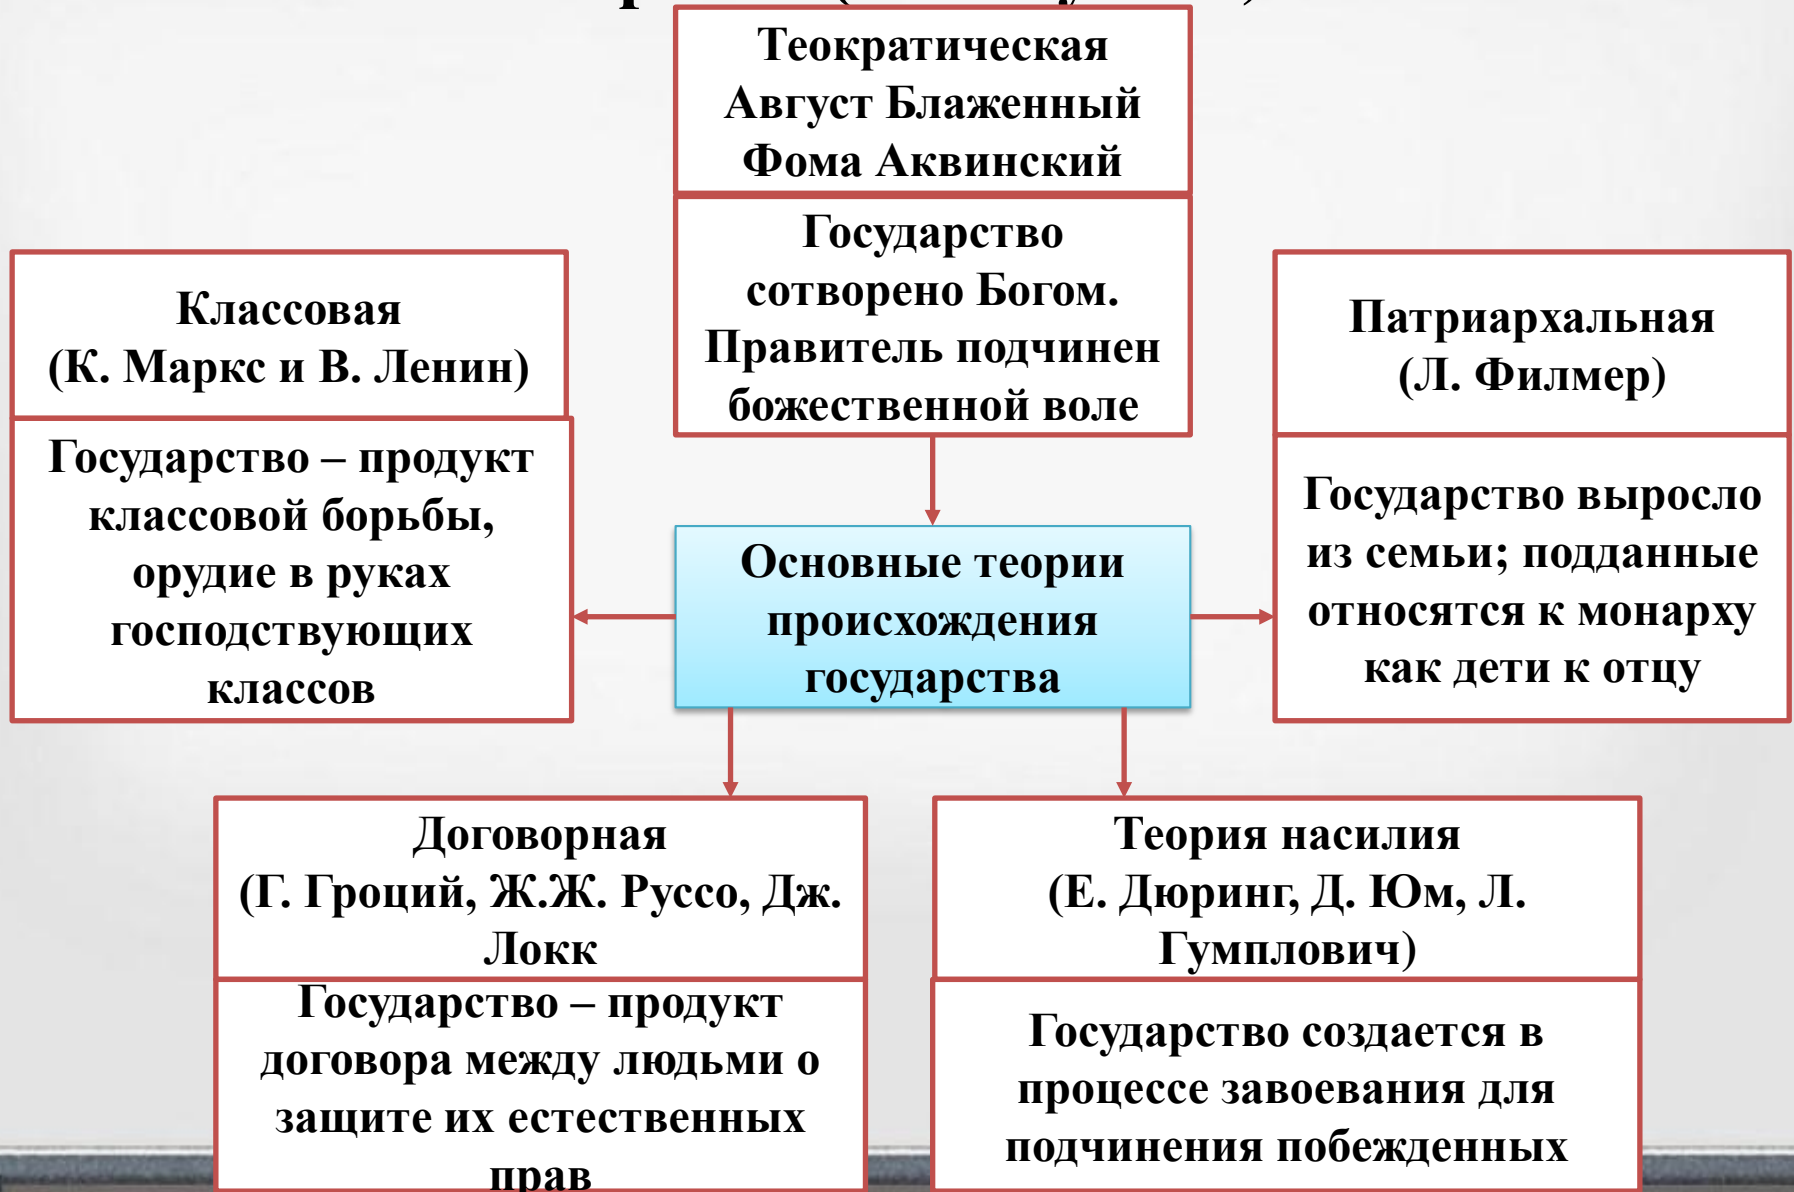 Теократическая
Август Блаженный
Фома Аквинский
Государство
сотворено Богом.
Правитель подчинен
божественной воле
Классовая
(К. Маркс и В. Ленин)
Государство – продукт
классовой борьбы,
орудие в руках
господствующих
классов
Патриархальная
(Л. Филмер)
Государство выросло
из семьи; подданные
относятся к монарху
как дети к отцу
Основные теории
происхождения
государства
Договорная
(Г. Гроций, Ж.Ж. Руссо, Дж.
Локк
Государство – продукт
договора между людьми о
защите их естественных
прав
Теория насилия
(Е. Дюринг, Д. Юм, Л.
Гумплович)
Государство создается в
процессе завоевания для
подчинения побежденных